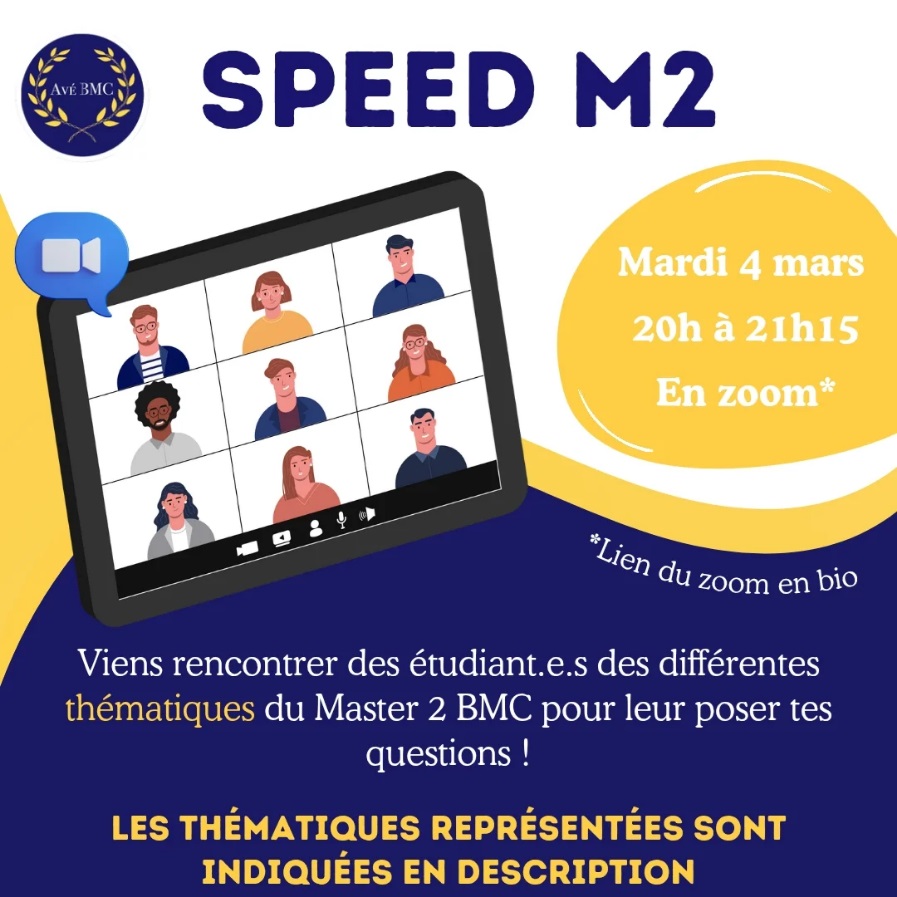 Avé BMC
SPEED M2
Mardi 4 mars
20h à 21h15
En zoom*
*Lien du zoom en bio
Viens rencontrer des étudiant.e.s des différentes
thématiques du Master 2 BMC pour leur poser tes
questions !
LES THÉMATIQUES REPRÉSENTÉES SONT
INDIQUÉES EN DESCRIPTION